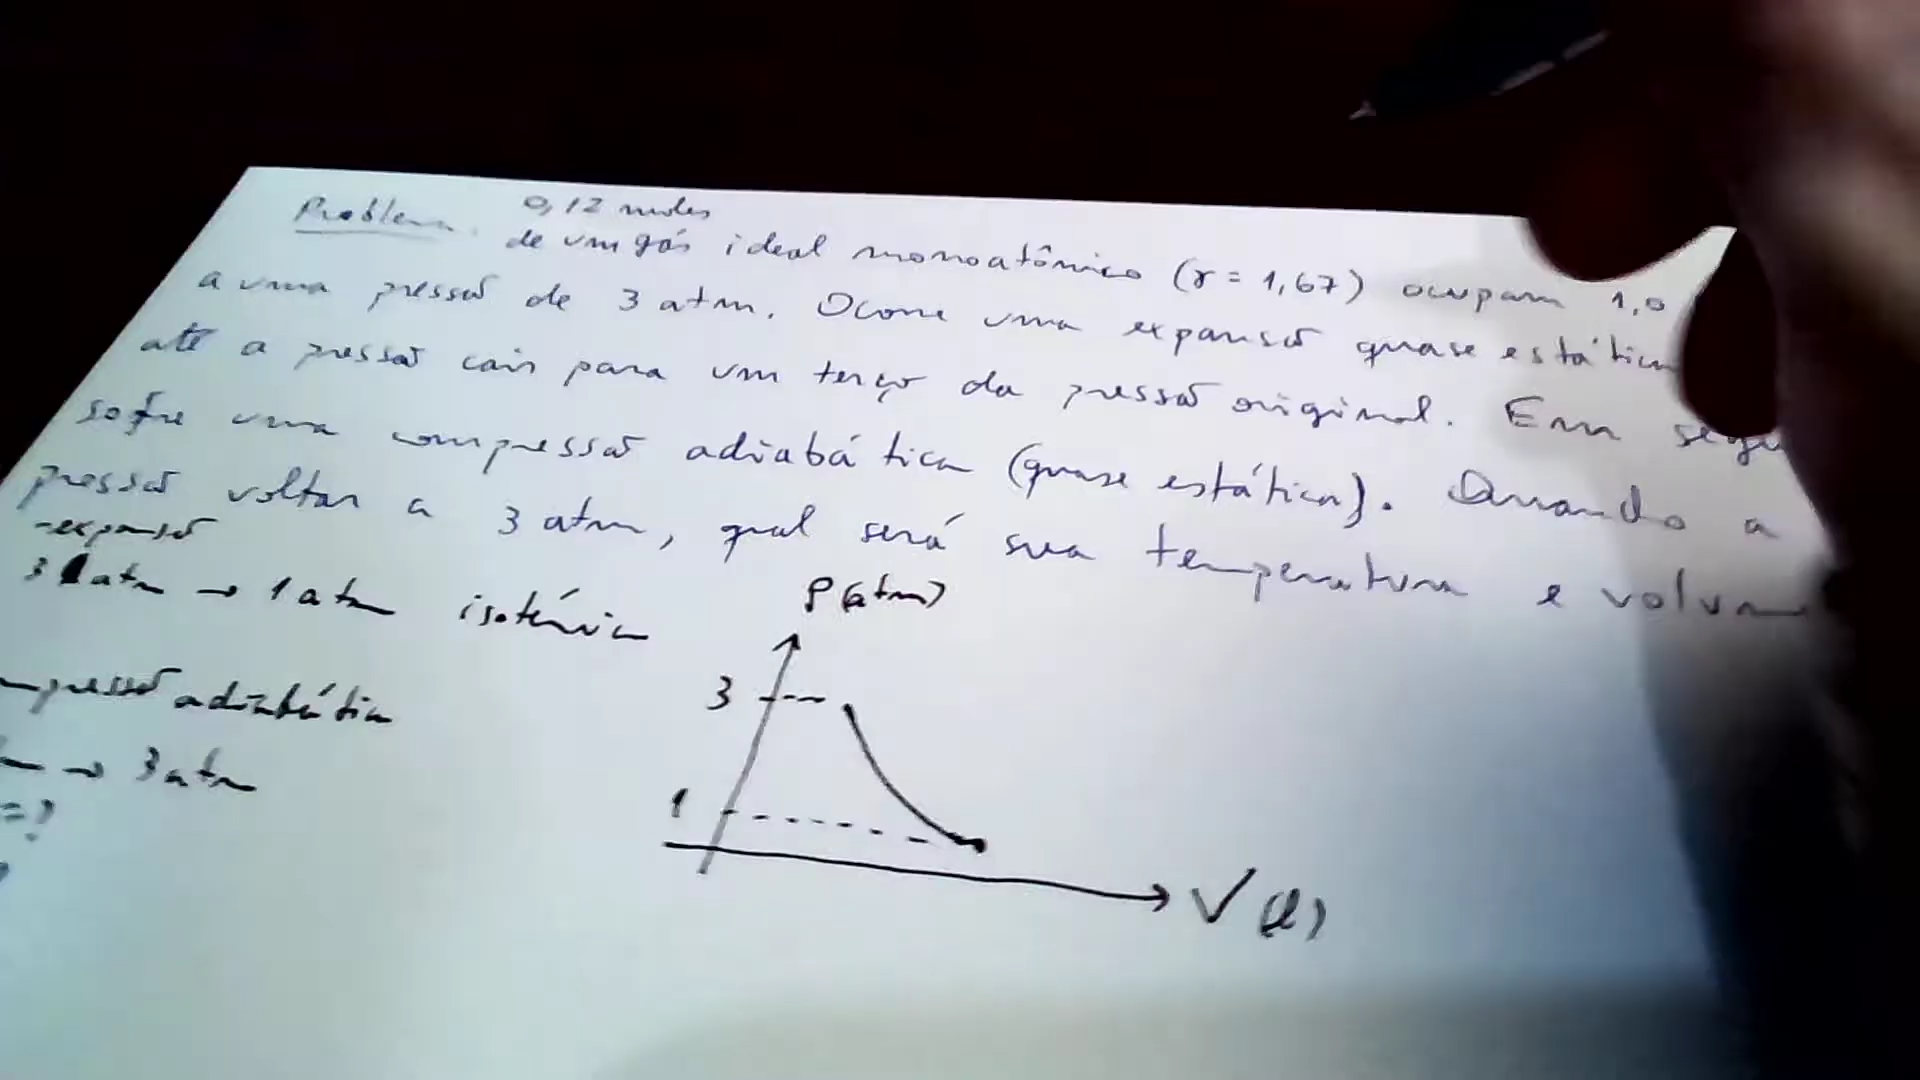 Problema. 0,12 moles
de um gás ideal monoatômico (γ = 1,67) ocupam 1,0
a uma pressão de 3 atm. Ocorre uma expansão quase estática
até a pressão cair para um terço da pressão original. Em
sofre uma compressão adiabática (quase estática). Quando a
pressão voltar a 3 atm, qual será sua temperatura e
-expansão
3 atm → 1 atm isotérmica
adiabática
→ 3 atm
=?
P(atm)
3
1
V (l)